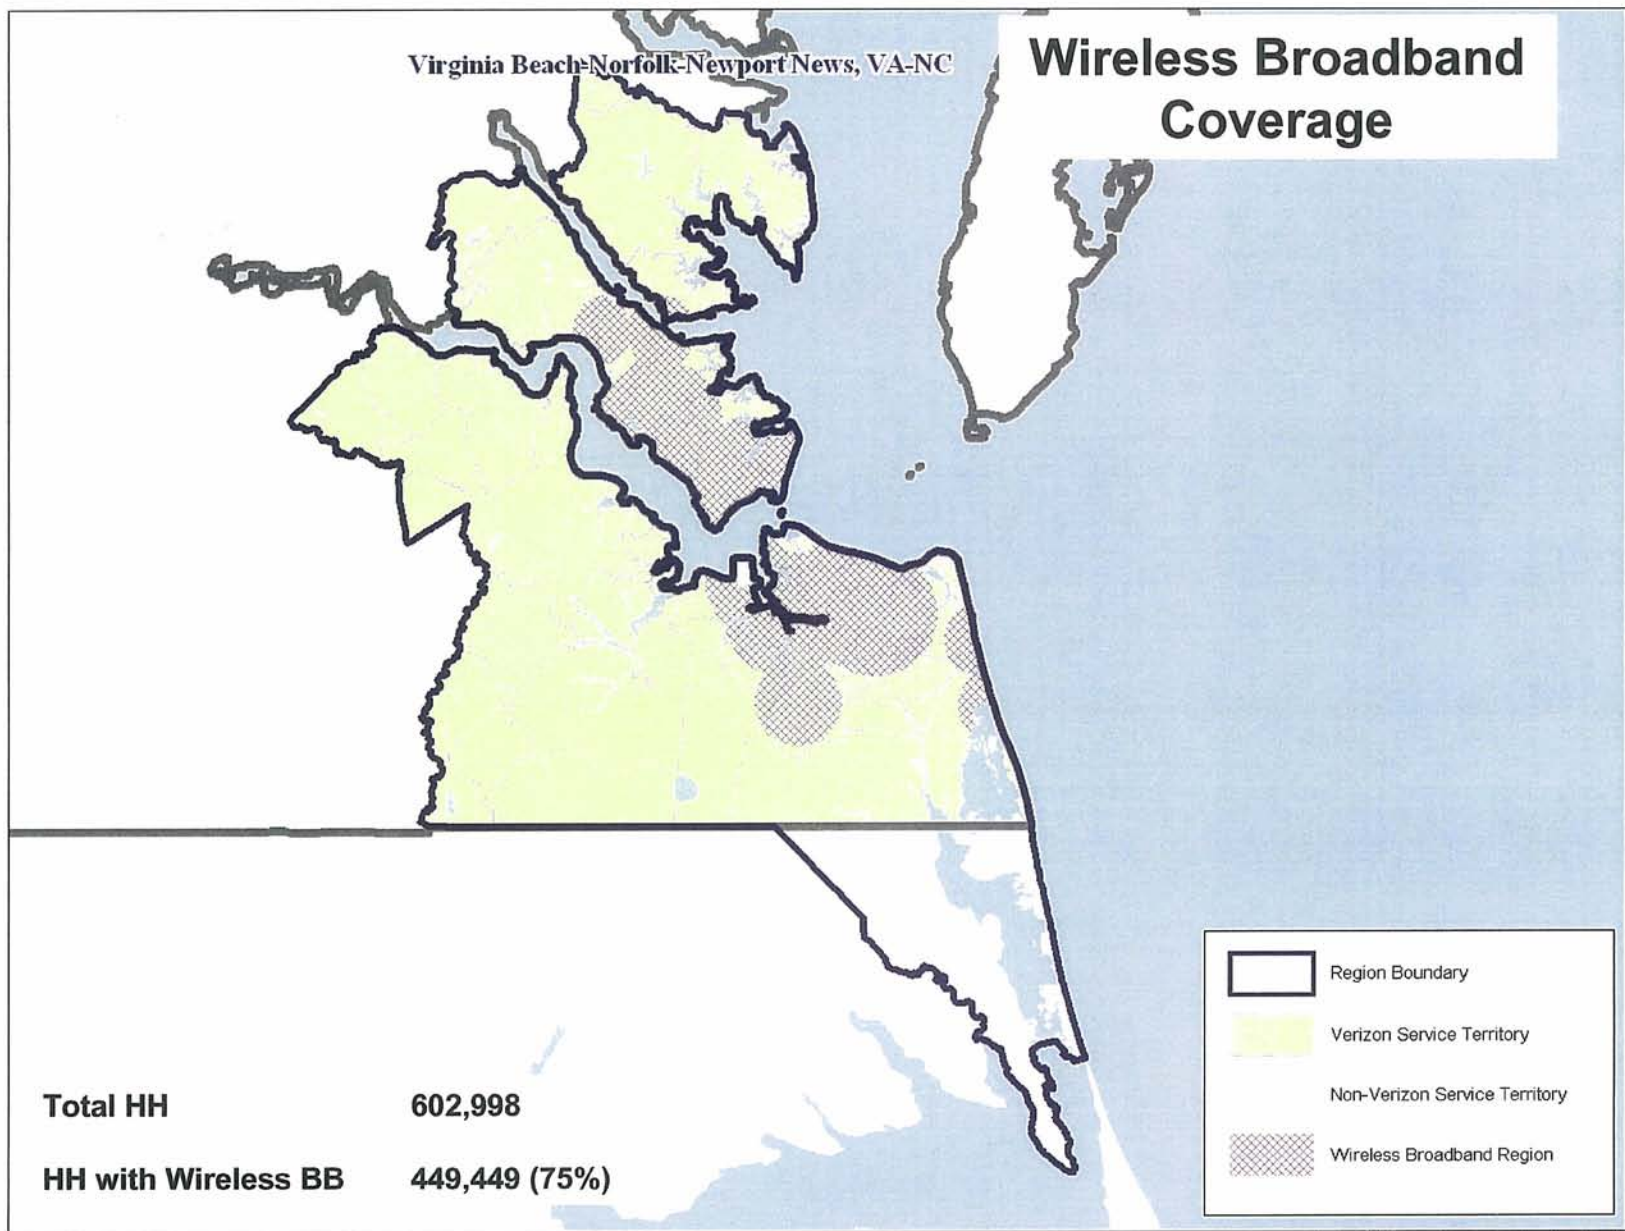 Virginia Beach-Norfolk-Newport News, VA-NC
Wireless Broadband
Coverage
Region Boundary
Verizon Service Territory
Non-Verizon Service Territory
Wireless Broadband Region
Total HH 602,998
HH with Wireless BB 449,449 (75%)